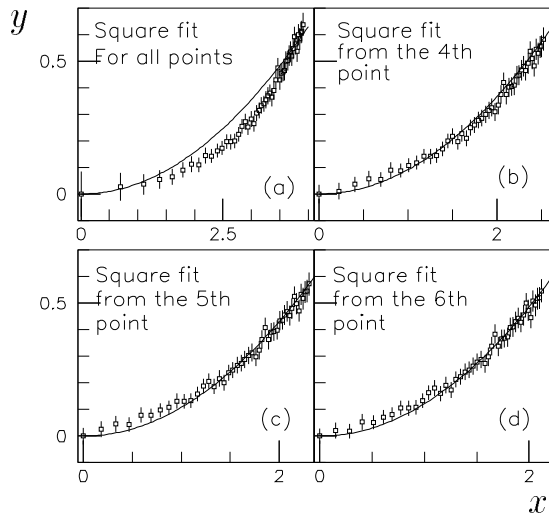 y
0.5
0
Square fit
For all points
(a)
0
2.5
Square fit
from the 4th
point
(b)
0
2
0.5
0
Square fit
from the 5th
point
(c)
0
2
Square fit
from the 6th
point
(d)
0
2
x